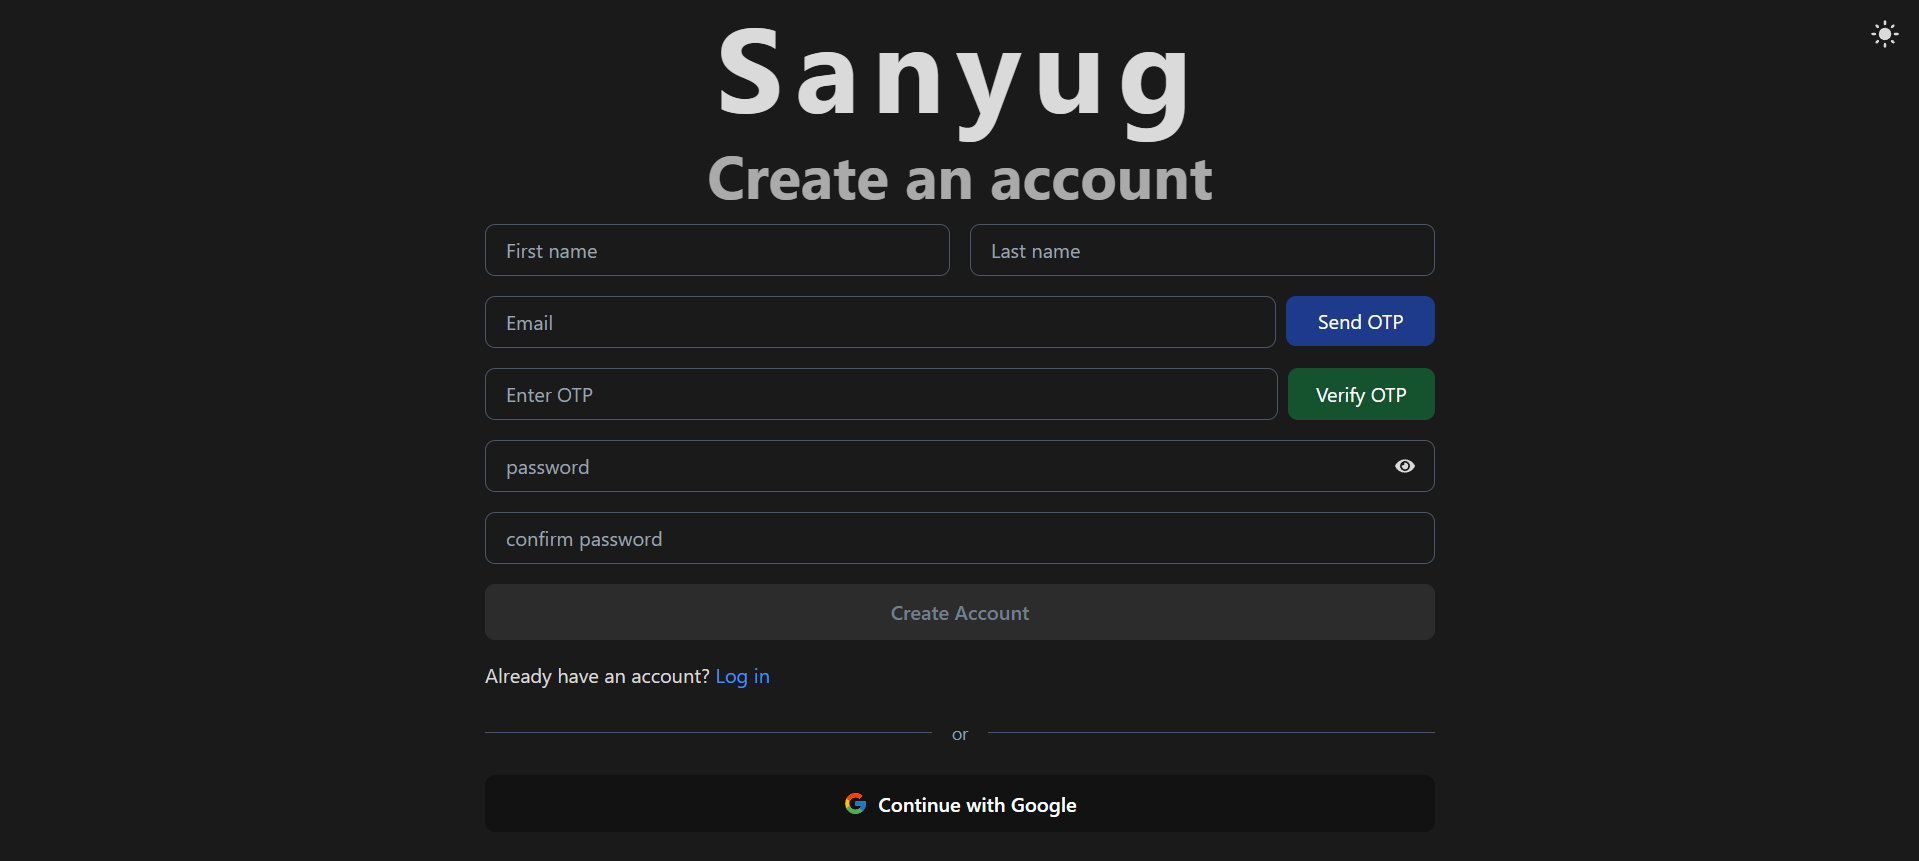 Sanyug
Create an account
First name Last name
Email Send OTP
Enter OTP Verify OTP
password
confirm password
Create Account
Already have an account? Log in
or
Continue with Google